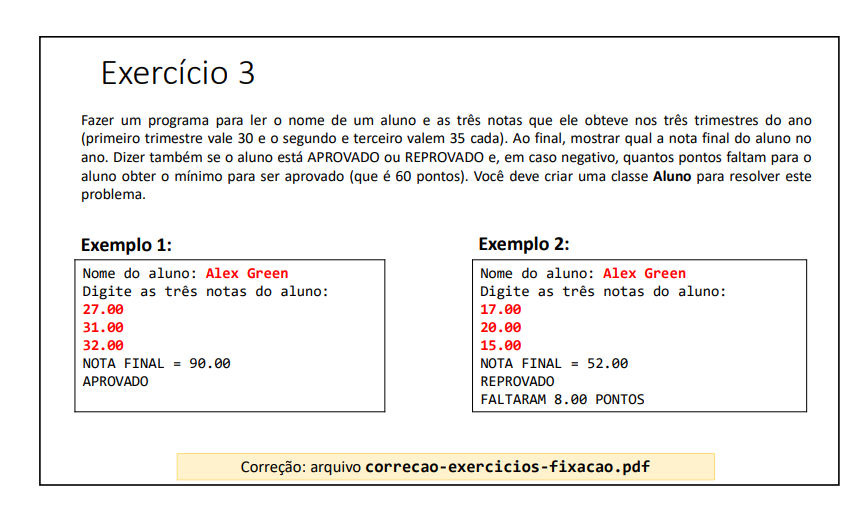 Exercício 3
Fazer um programa para ler o nome de um aluno e as três notas que ele obteve nos três trimestres do ano
(primeiro trimestre vale 30 e o segundo e terceiro valem 35 cada). Ao final, mostrar qual a nota final do aluno no
ano. Dizer também se o aluno está APROVADO ou REPROVADO e, em caso negativo, quantos pontos faltam para o
aluno obter o mínimo para ser aprovado (que é 60 pontos). Você deve criar uma classe Aluno para resolver este
problema.
Exemplo 1:
Nome do aluno: Alex Green
Digite as três notas do aluno:
27.00
31.00
32.00
NOTA FINAL = 90.00
APROVADO
Exemplo 2:
Nome do aluno: Alex Green
Digite as três notas do aluno:
17.00
20.00
15.00
NOTA FINAL = 52.00
REPROVADO
FALTARAM 8.00 PONTOS
Correção: arquivo correcao-exercicios-fixacao.pdf